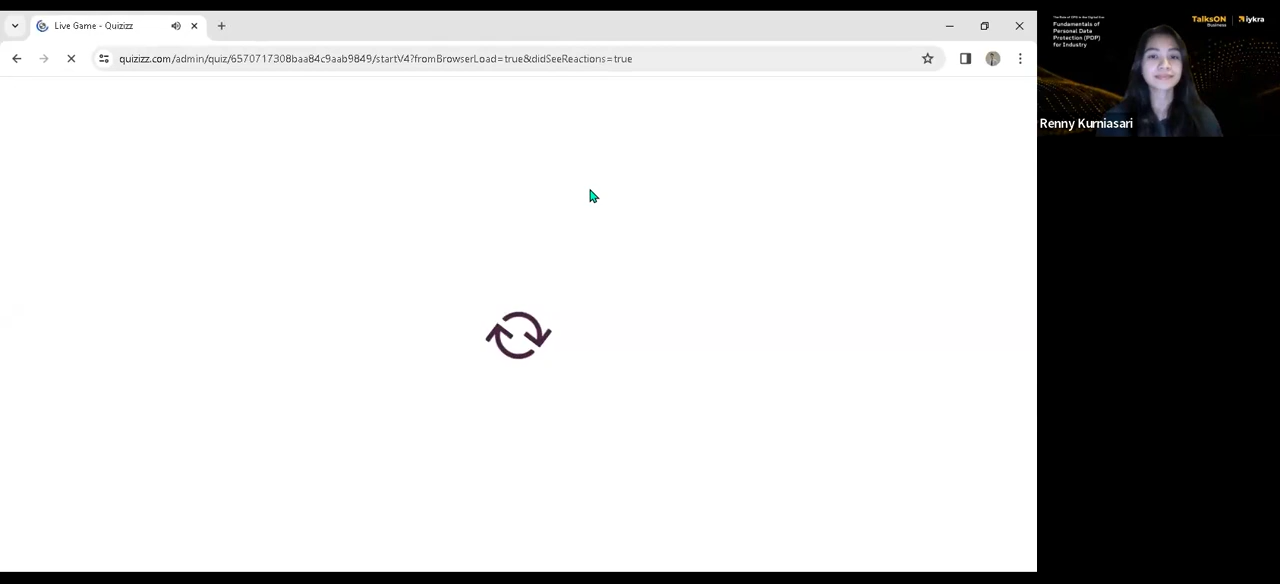 Live Game - Quizizz
quizizz.com/admin/quiz/6570717308baa84c9aab9849/startV4?fromBrowserLoad=true&didSeeReactions=true
Fundamentals of
Personal Data
Protection (PDP)
for Industry
TalksON
Business
iykra
Renny Kurniasari